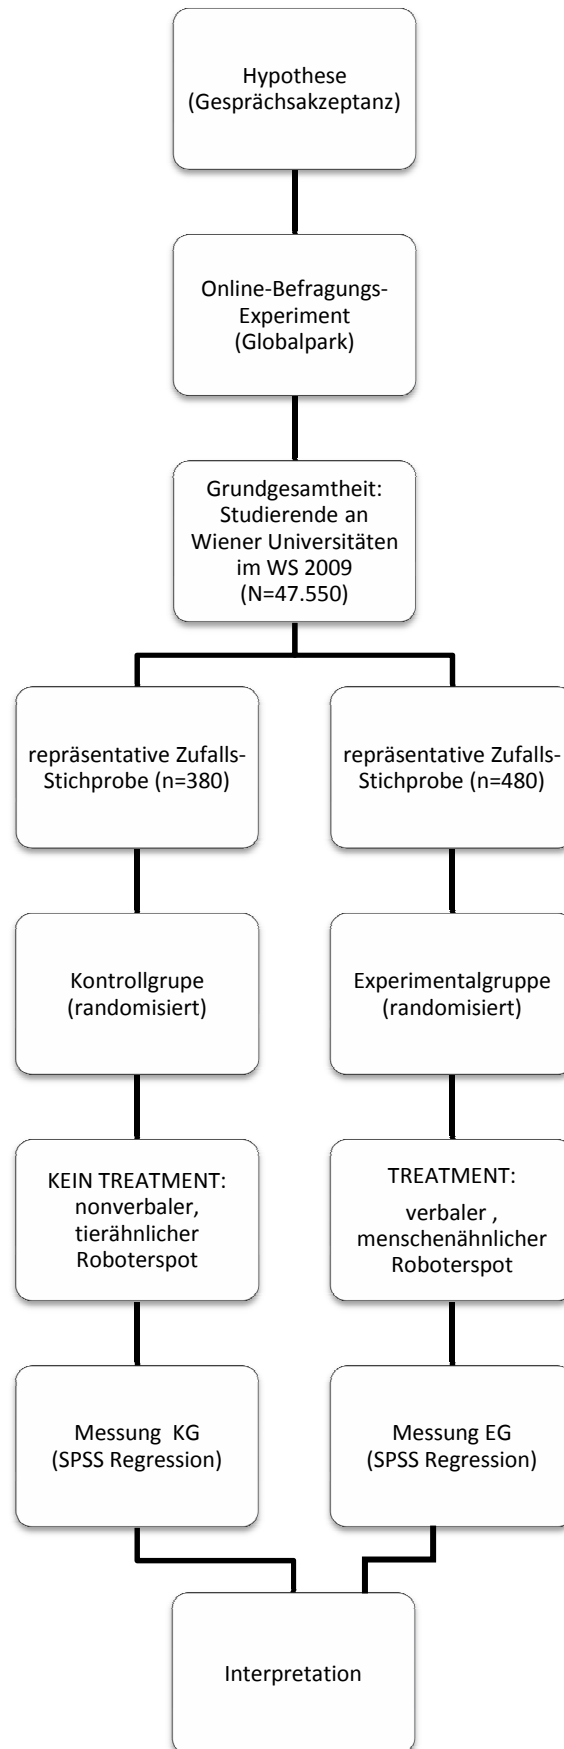 Hypothese
(Gesprächsakzeptanz)
Online-Befragungs-
Experiment
(Globalpark)
Grundgesamtheit:
Studierende an
Wiener Universitäten
im WS 2009
(N=47.550)
repräsentative Zufalls-
Stichprobe (n=380)
repräsentative Zufalls-
Stichprobe (n=480)
Kontrollgrupe
(randomisiert)
Experimentalgruppe
(randomisiert)
KEIN TREATMENT:
nonverbaler,
tierähnlicher
Roboterspot
TREATMENT:
verbaler ,
menschenähnlicher
Roboterspot
Messung KG
(SPSS Regression)
Messung EG
(SPSS Regression)
Interpretation